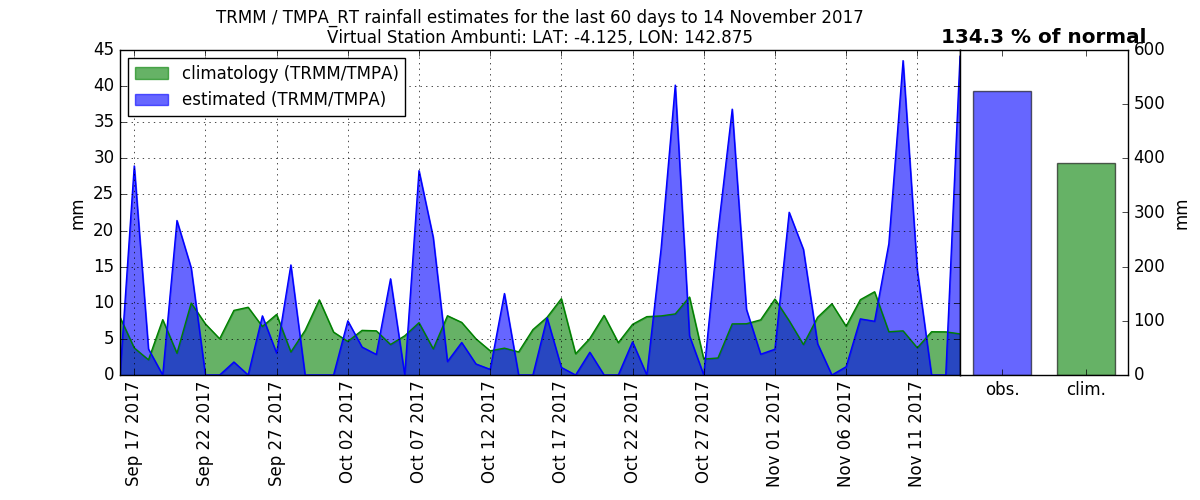 TRMM / TMPA_RT rainfall estimates for the last 60 days to 14 November 2017
Virtual Station Ambunti: LAT: -4.125, LON: 142.875
134.3 % of normal
climatology (TRMM/TMPA)
estimated (TRMM/TMPA)
mm
45
40
35
30
25
20
15
10
5
0
Sep 17 2017
Sep 22 2017
Sep 27 2017
Oct 02 2017
Oct 07 2017
Oct 12 2017
Oct 17 2017
Oct 22 2017
Oct 27 2017
Nov 01 2017
Nov 06 2017
Nov 11 2017
obs.
clim.
600
500
400
300
200
100
0
mm